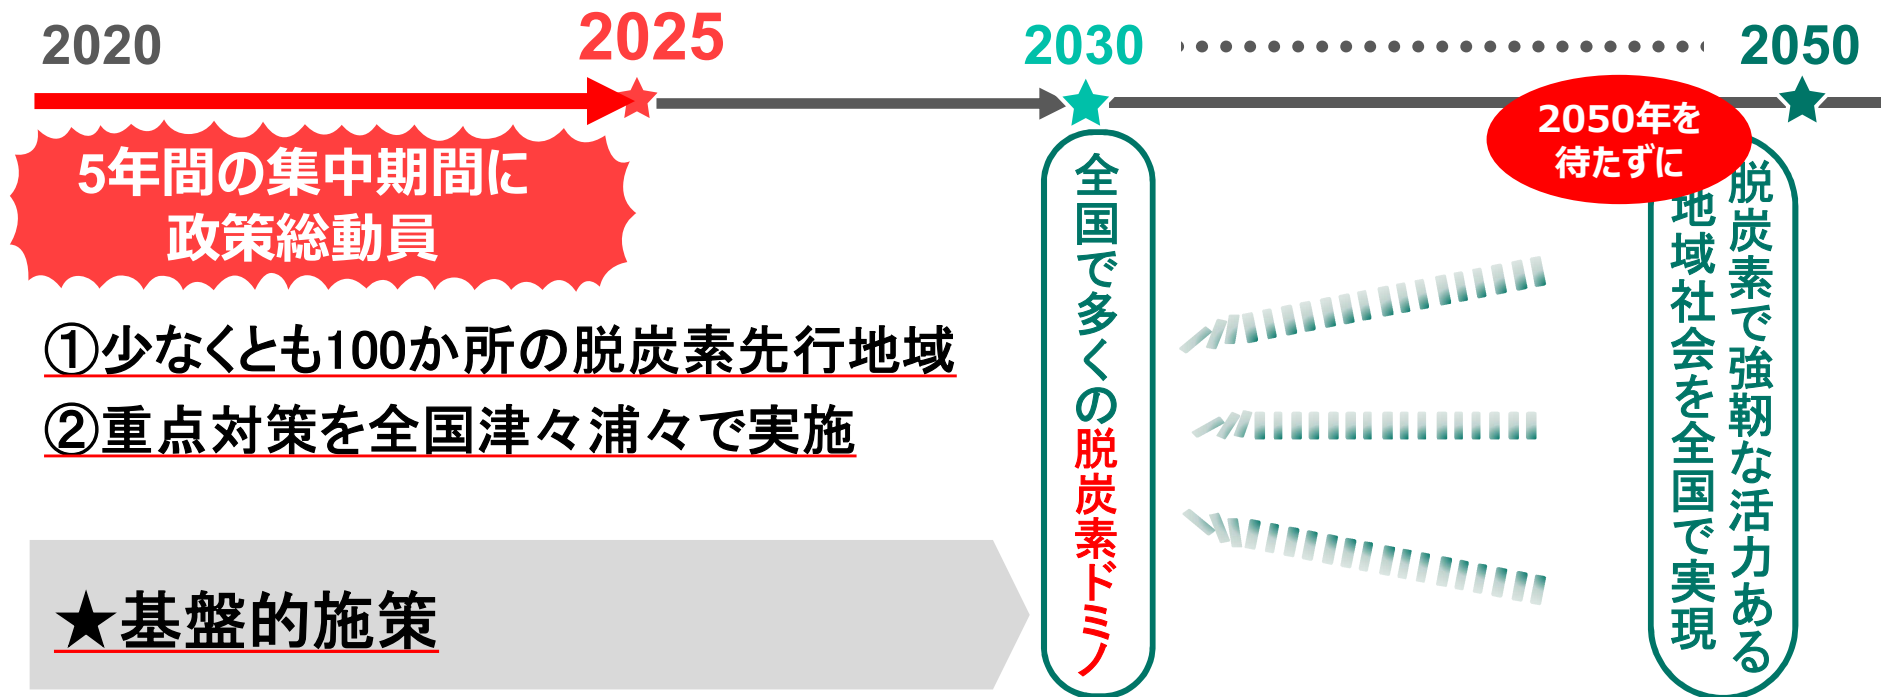 2020
2025
2030
2050
5年間の集中期間に
政策総動員
①少なくとも100か所の脱炭素先行地域
②重点対策を全国津々浦々で実施
★基盤的施策
全国で多くの脱炭素ドミノ
2050年を
待たずに
脱炭素で強靭な活力ある
地域社会を全国で実現